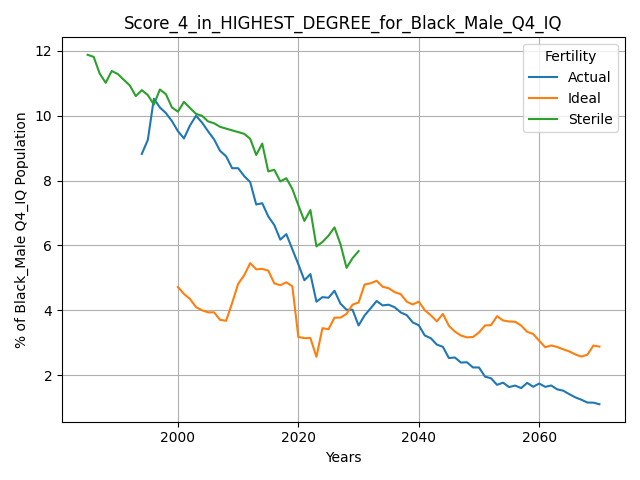 Score_4_in_HIGHEST_DEGREE_for_Black_Male_Q4_IQ
% of Black_Male Q4_IQ Population
12
10
8
6
4
2
Fertility
Actual
Ideal
Sterile
2000
2020
2040
2060
Years